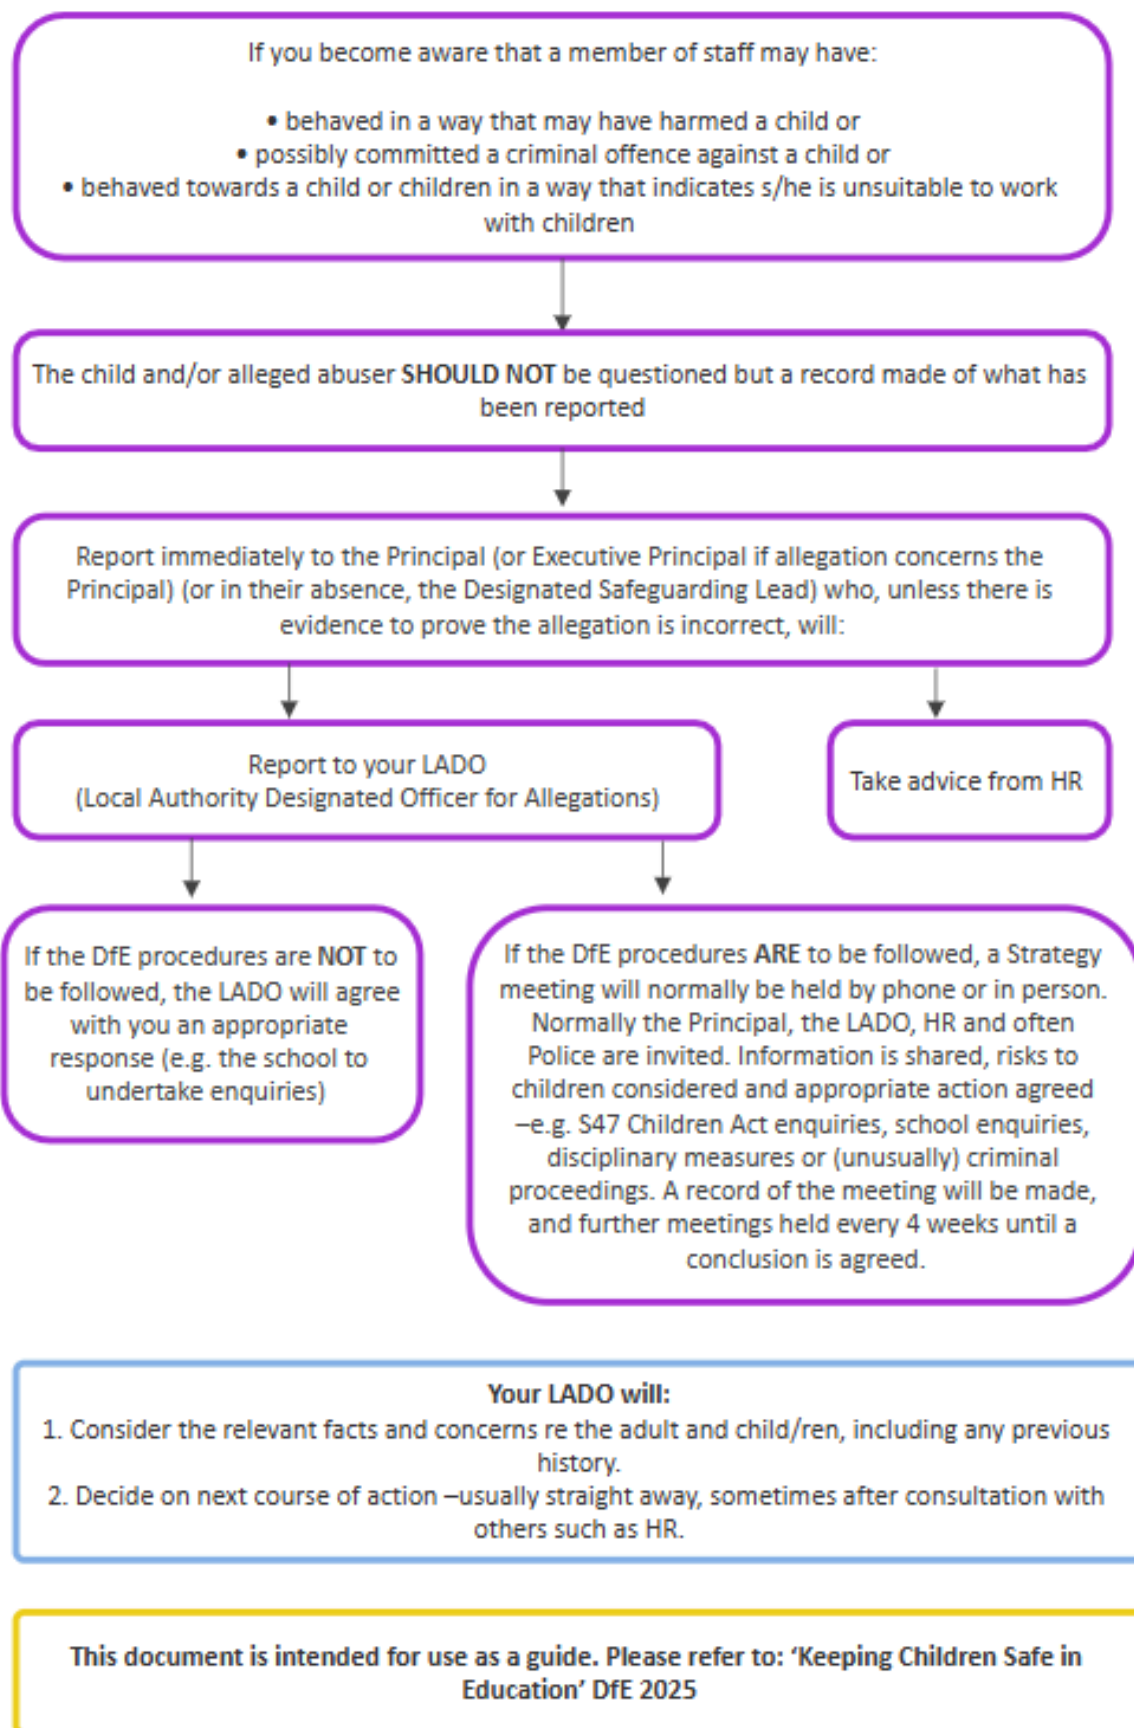 If you become aware that a member of staff may have:
• behaved in a way that may have harmed a child or
• possibly committed a criminal offence against a child or
• behaved towards a child or children in a way that indicates s/he is unsuitable to work
with children
The child and/or alleged abuser SHOULD NOT be questioned but a record made of what has
been reported
Report immediately to the Principal (or Executive Principal if allegation concerns the
Principal) (or in their absence, the Designated Safeguarding Lead) who, unless there is
evidence to prove the allegation is incorrect, will:
Report to your LADO
(Local Authority Designated Officer for Allegations)
Take advice from HR
If the DfE procedures are NOT to
be followed, the LADO will agree
with you an appropriate
response (e.g. the school to
undertake enquiries)
If the DfE procedures ARE to be followed, a Strategy
meeting will normally be held by phone or in person.
Normally the Principal, the LADO, HR and often
Police are invited. Information is shared, risks to
children considered and appropriate action agreed
–e.g. S47 Children Act enquiries, school enquiries,
disciplinary measures or (unusually) criminal
proceedings. A record of the meeting will be made,
and further meetings held every 4 weeks until a
conclusion is agreed.
Your LADO will:
1. Consider the relevant facts and concerns re the adult and child/ren, including any previous
history.
2. Decide on next course of action –usually straight away, sometimes after consultation with
others such as HR.
This document is intended for use as a guide. Please refer to: ‘Keeping Children Safe in
Education’ DfE 2025